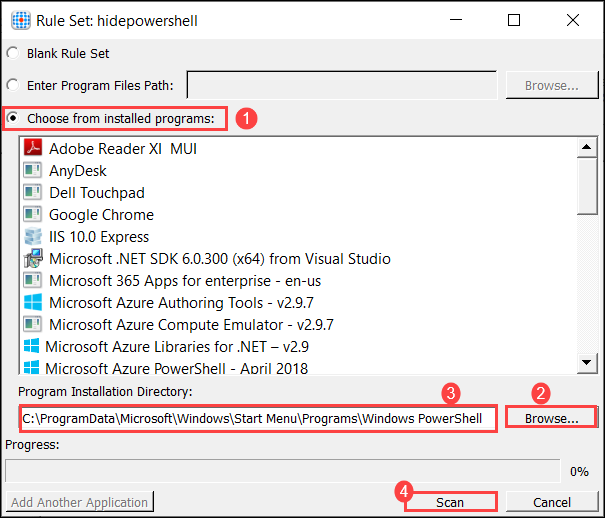 Rule Set: hidepowershell
Blank Rule Set
Enter Program Files Path:
Browse...
Choose from installed programs:
1
Adobe Reader XI  MUI
AnyDesk
Dell Touchpad
Google Chrome
IIS 10.0 Express
Microsoft .NET SDK 6.0.300 (x64) from Visual Studio
Microsoft 365 Apps for enterprise - en-us
Microsoft Azure Authoring Tools - v2.9.7
Microsoft Azure Compute Emulator - v2.9.7
Microsoft Azure Libraries for .NET – v2.9
Microsoft Azure PowerShell - April 2018
Program Installation Directory:
3
2
C:\ProgramData\Microsoft\Windows\Start Menu\Programs\Windows PowerShell
Browse...
Progress:
0%
4
Add Another Application
Scan
Cancel